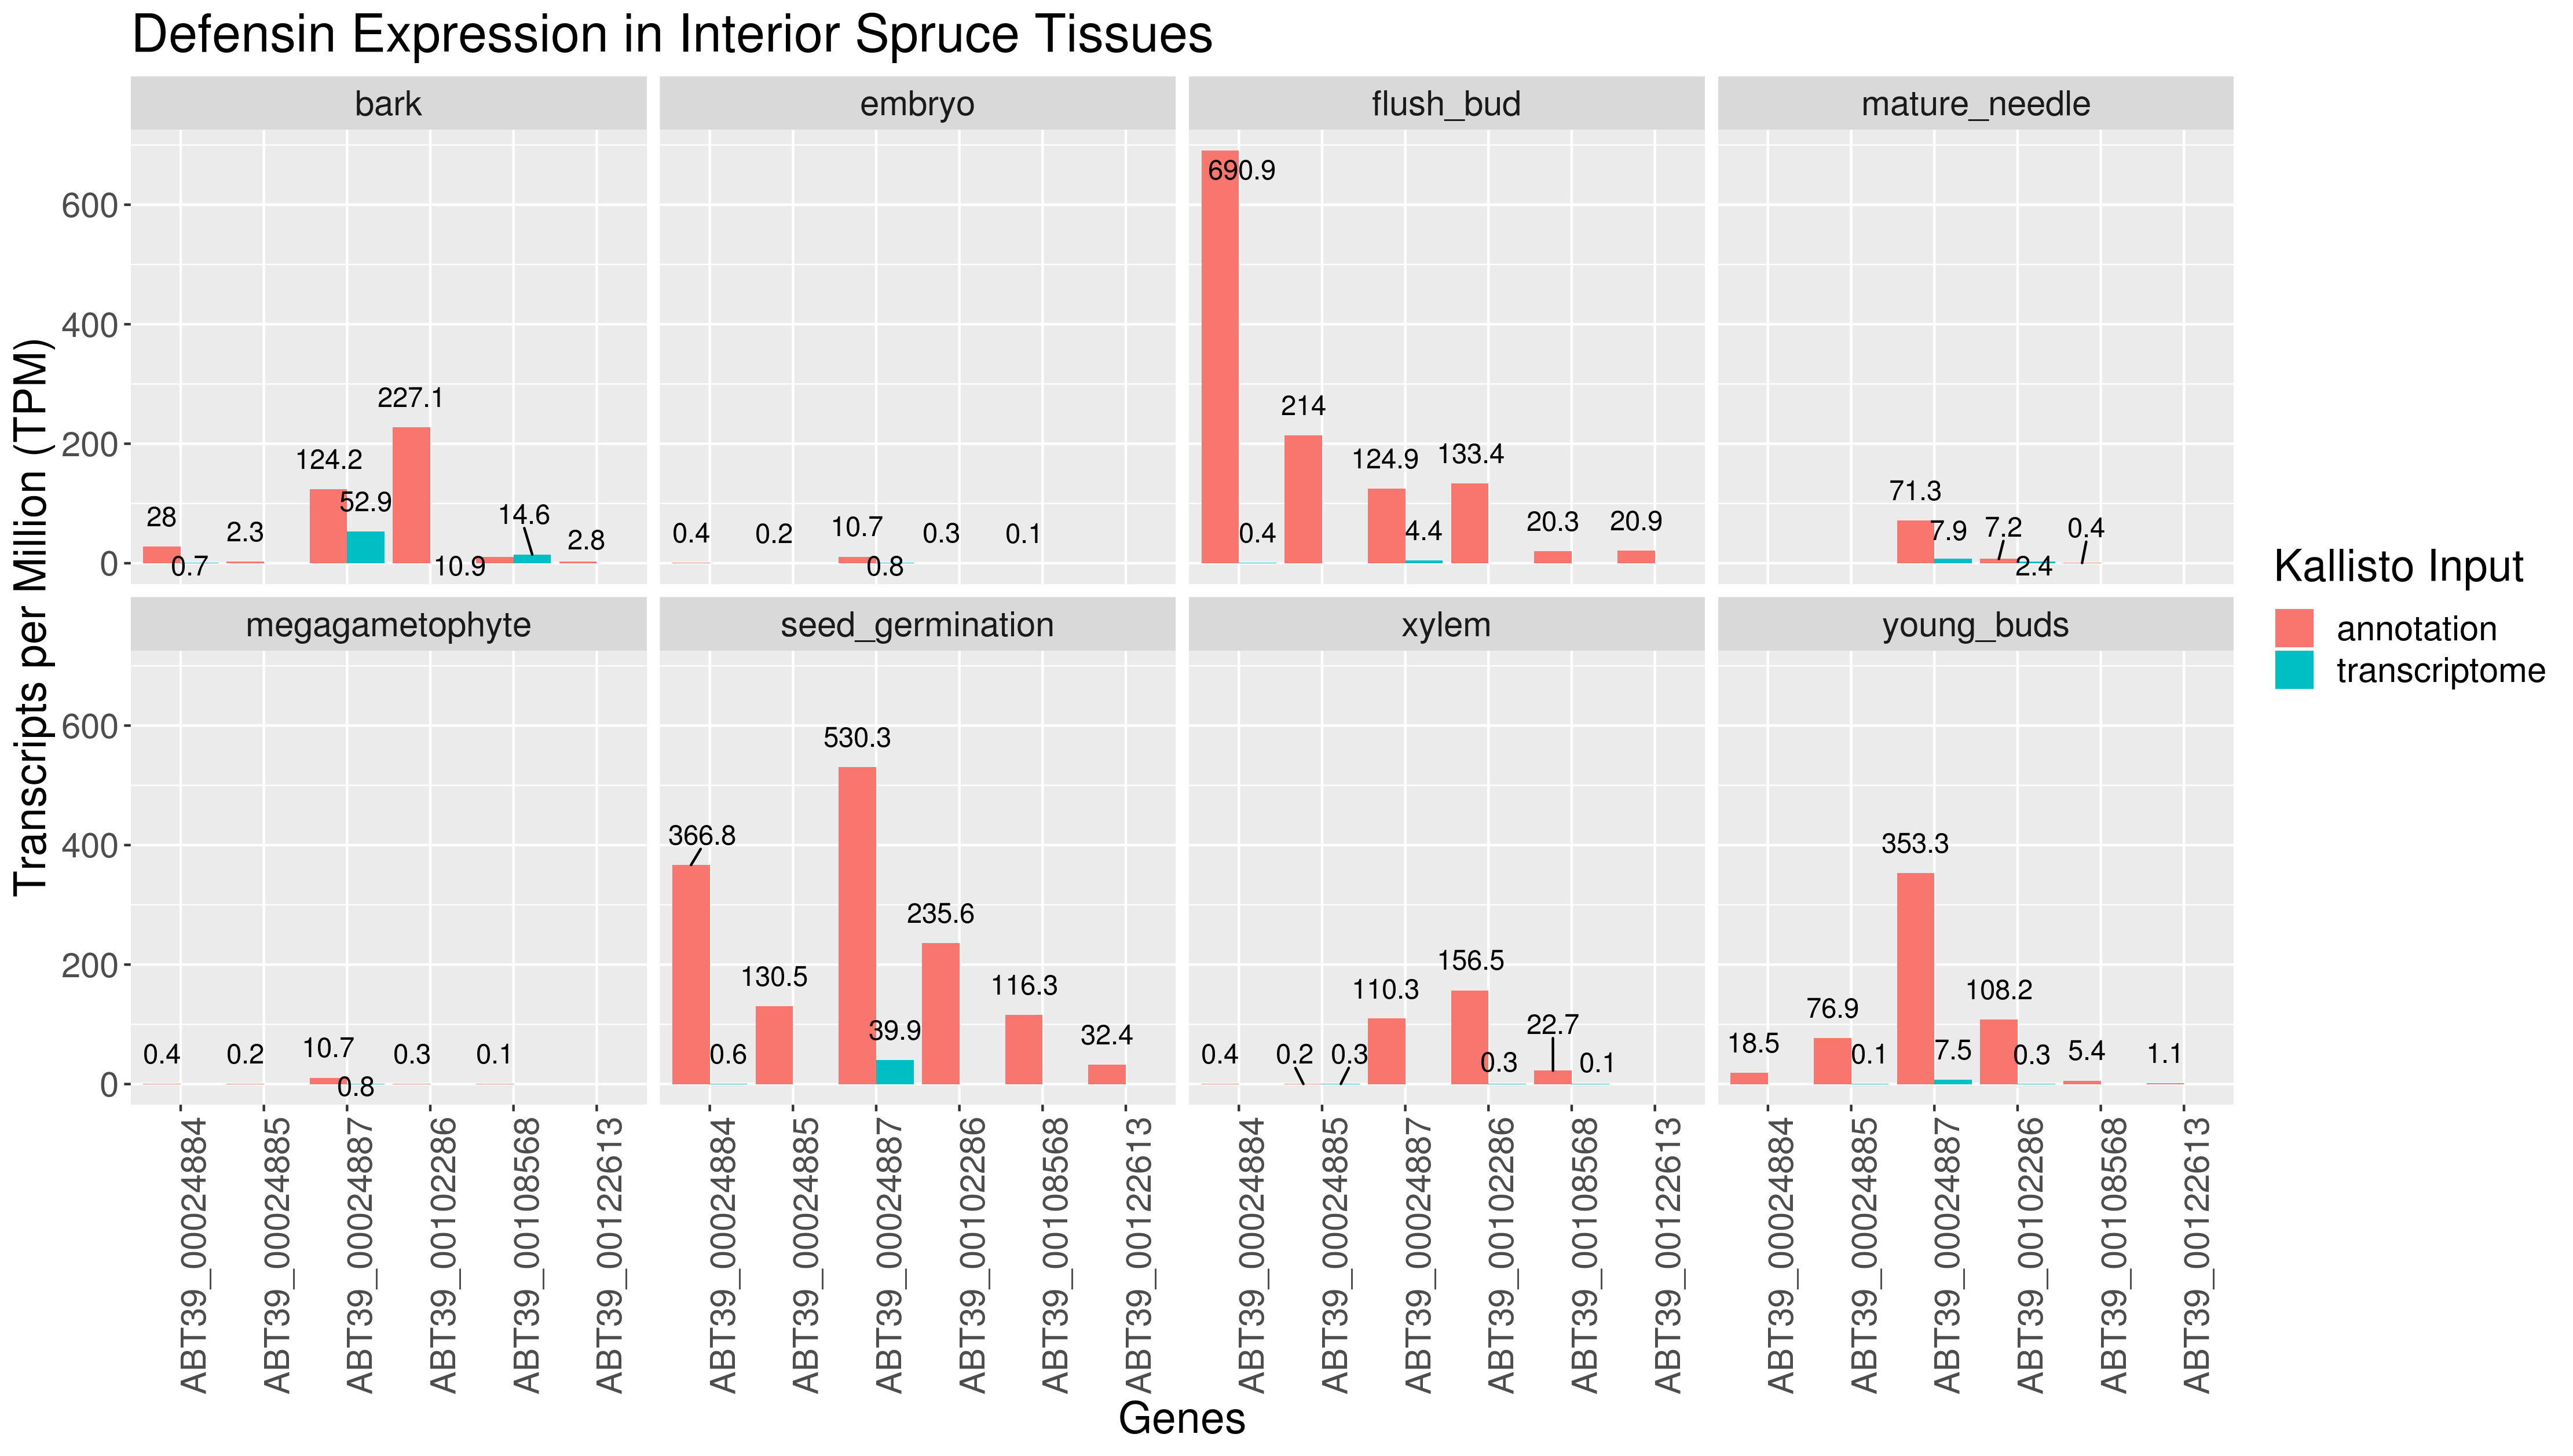 Defensin Expression in Interior Spruce Tissues
Transcripts per Million (TPM)
bark
embryo
flush_bud
mature_needle
600
400
200
0
28
0.7
2.3
124.2
52.9
227.1
10.9
14.6
2.8
0.4
0.2
10.7
0.8
0.3
0.1
690.9
0.4
214
124.9
4.4
133.4
20.3
20.9
71.3
7.9
7.2
2.4
0.4
megagametophyte
seed_germination
xylem
young_buds
600
400
200
0
0.4
0.2
10.7
0.8
0.3
0.1
366.8
0.6
130.5
530.3
39.9
235.6
116.3
32.4
0.4
0.2
0.3
110.3
156.5
0.3
22.7
0.1
18.5
76.9
0.1
353.3
7.5
108.2
0.3
5.4
1.1
ABT39_00024884
ABT39_00024885
ABT39_00024887
ABT39_00102286
ABT39_00108568
ABT39_00122613
ABT39_00024884
ABT39_00024885
ABT39_00024887
ABT39_00102286
ABT39_00108568
ABT39_00122613
ABT39_00024884
ABT39_00024885
ABT39_00024887
ABT39_00102286
ABT39_00108568
ABT39_00122613
ABT39_00024884
ABT39_00024885
ABT39_00024887
ABT39_00102286
ABT39_00108568
ABT39_00122613
Genes
Kallisto Input
annotation
transcriptome